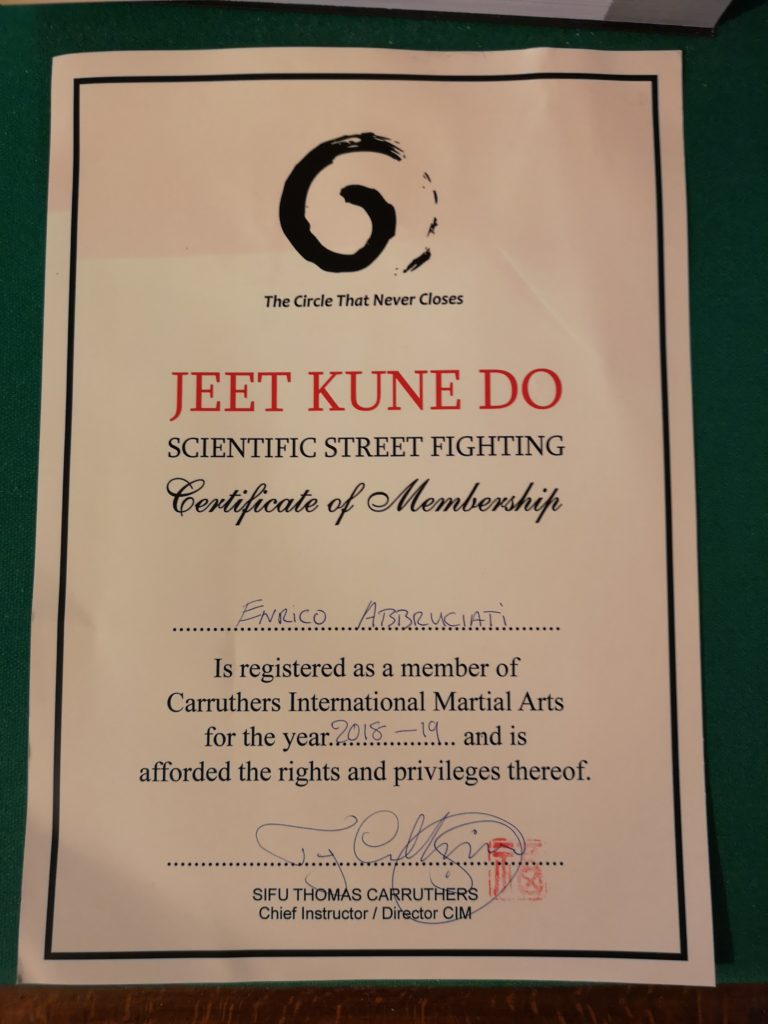 The Circle That Never Closes
JEET KUNE DO
SCIENTIFIC STREET FIGHTING
Certificate of Membership
ENRICO ABBRUCIATI
Is registered as a member of
Carruthers International Martial Arts
for the year 2018-19 and is
afforded the rights and privileges thereof.
SIFU THOMAS CARRUTHERS
Chief Instructor / Director CIM